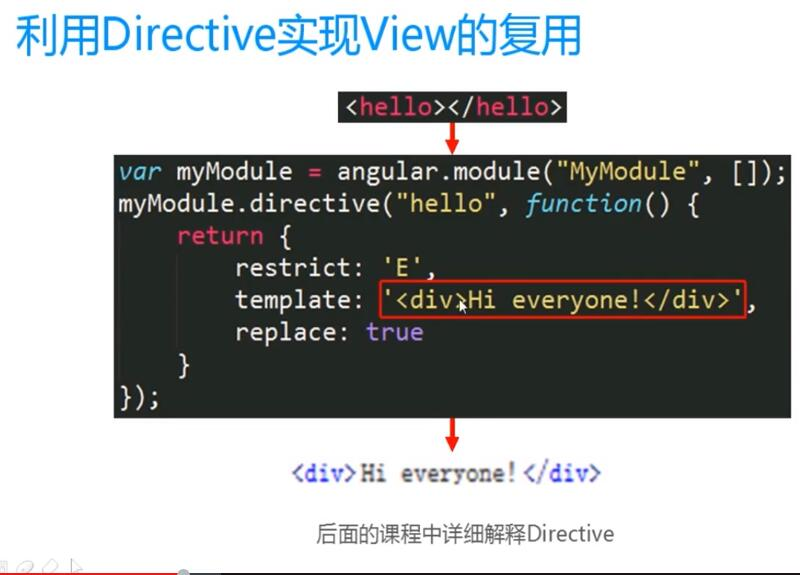 利用Directive实现View的复用
<hello></hello>
var myModule = angular.module("MyModule", []);
myModule.directive("hello", function() {
    return {
        restrict: 'E',
        template: '<div>Hi everyone!</div>',
        replace: true
    }
});
<div>Hi everyone!</div>
后面的课程中详细解释Directive